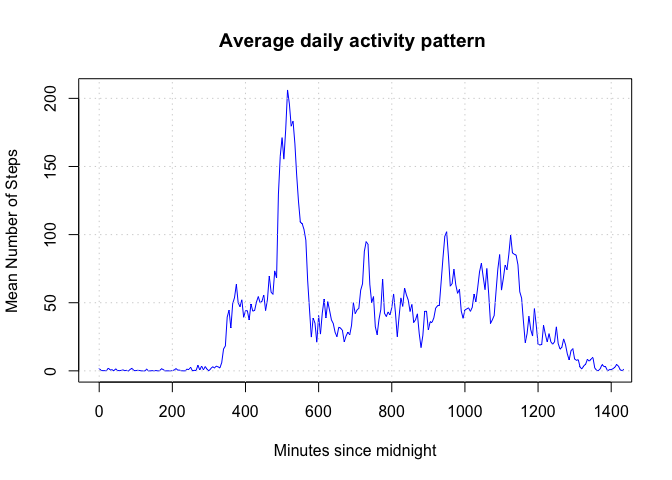 Average daily activity pattern
Mean Number of Steps
200
150
100
50
0
0 200 400 600 800 1000 1200 1400
Minutes since midnight